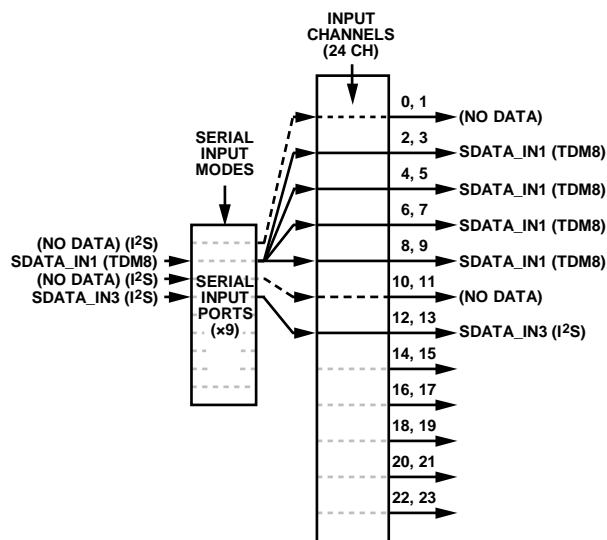 INPUT
CHANNELS
(24 CH)
0, 1
(NO DATA)
SERIAL
INPUT
MODES
2, 3
SDATA_IN1 (TDM8)
4, 5
SDATA_IN1 (TDM8)
6, 7
SDATA_IN1 (TDM8)
(NO DATA) (I²S)
SDATA_IN1 (TDM8)
(NO DATA) (I²S)
SDATA_IN3 (I²S)
SERIAL
INPUT
PORTS
(×9)
8, 9
SDATA_IN1 (TDM8)
10, 11
(NO DATA)
12, 13
SDATA_IN3 (I²S)
14, 15
16, 17
18, 19
20, 21
22, 23